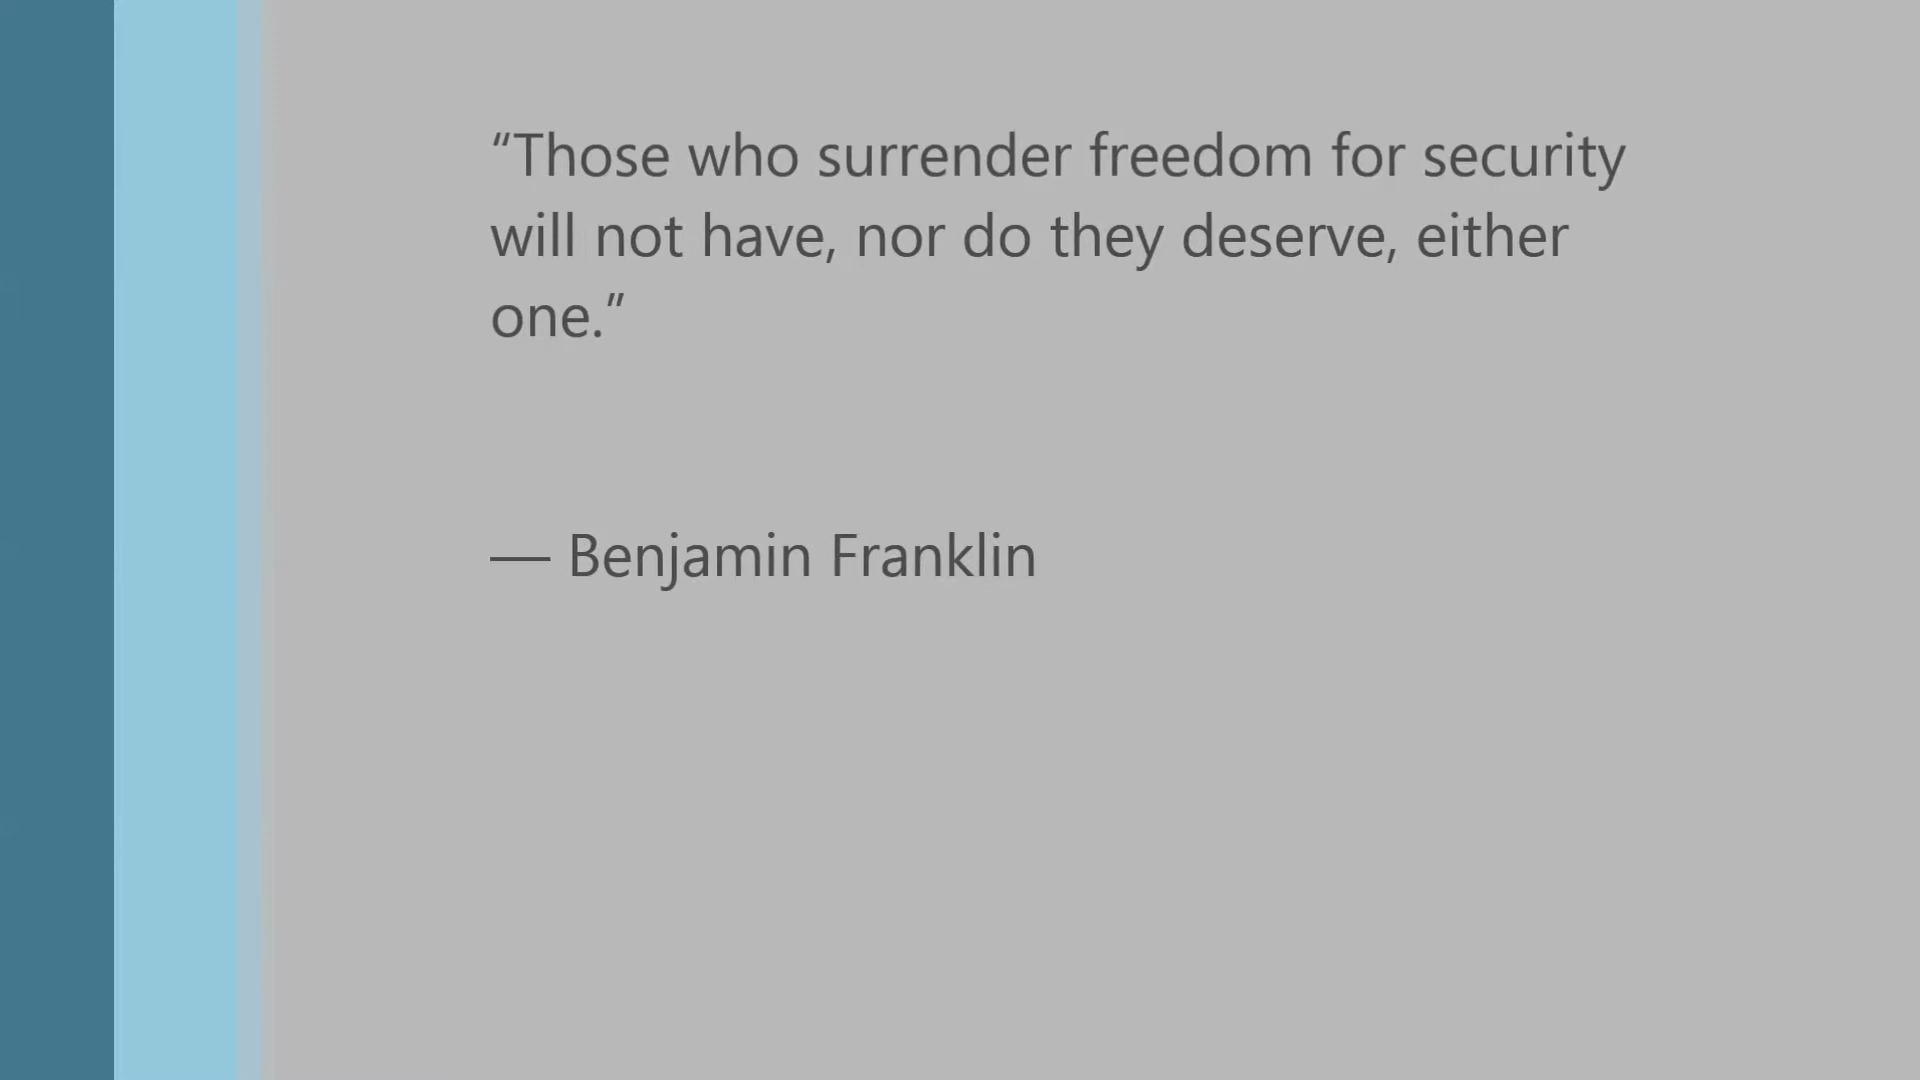 “Those who surrender freedom for security
will not have, nor do they deserve, either
one.”
— Benjamin Franklin